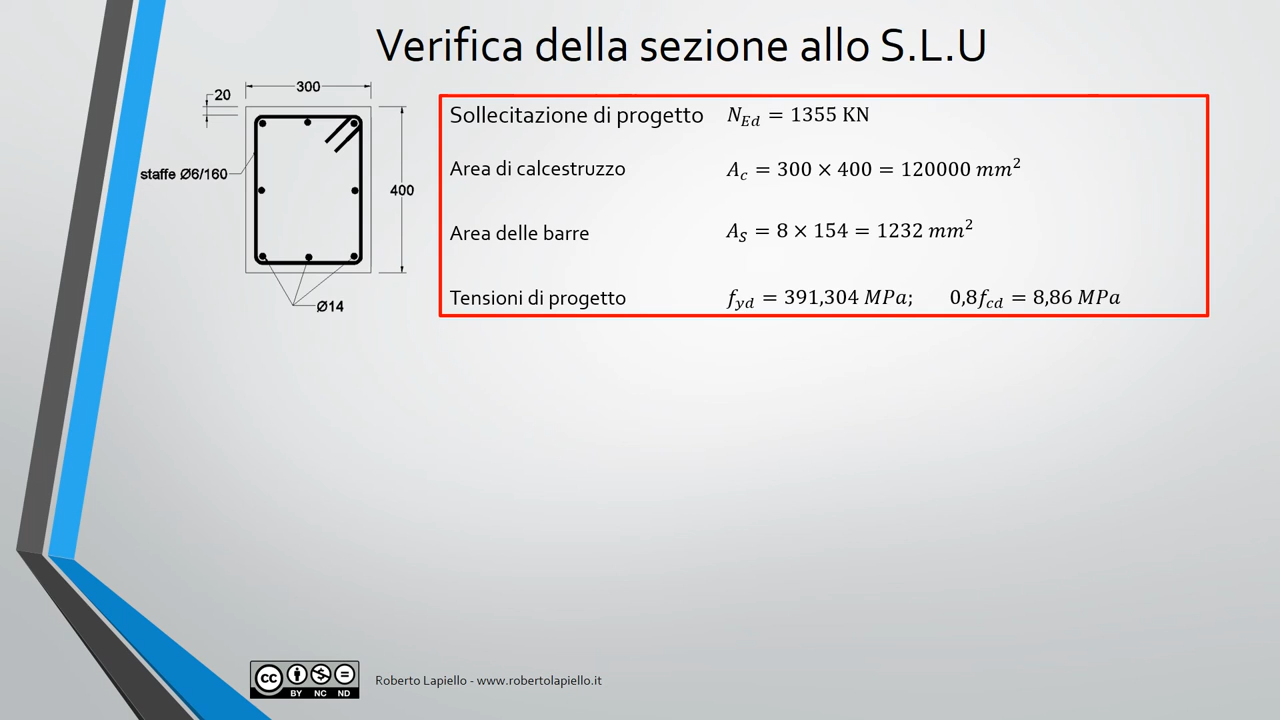 Verifica della sezione allo S.L.U
300
20
staffe Ø6/160
400
Ø14
Sollecitazione di progetto N_Ed = 1355 KN
Area di calcestruzzo A_c = 300 × 400 = 120000 mm²
Area delle barre A_S = 8 × 154 = 1232 mm²
Tensioni di progetto f_yd = 391,304 MPa; 0,8f_cd = 8,86 MPa
cc
BY NC ND
Roberto Lapiello - www.robertolapiello.it